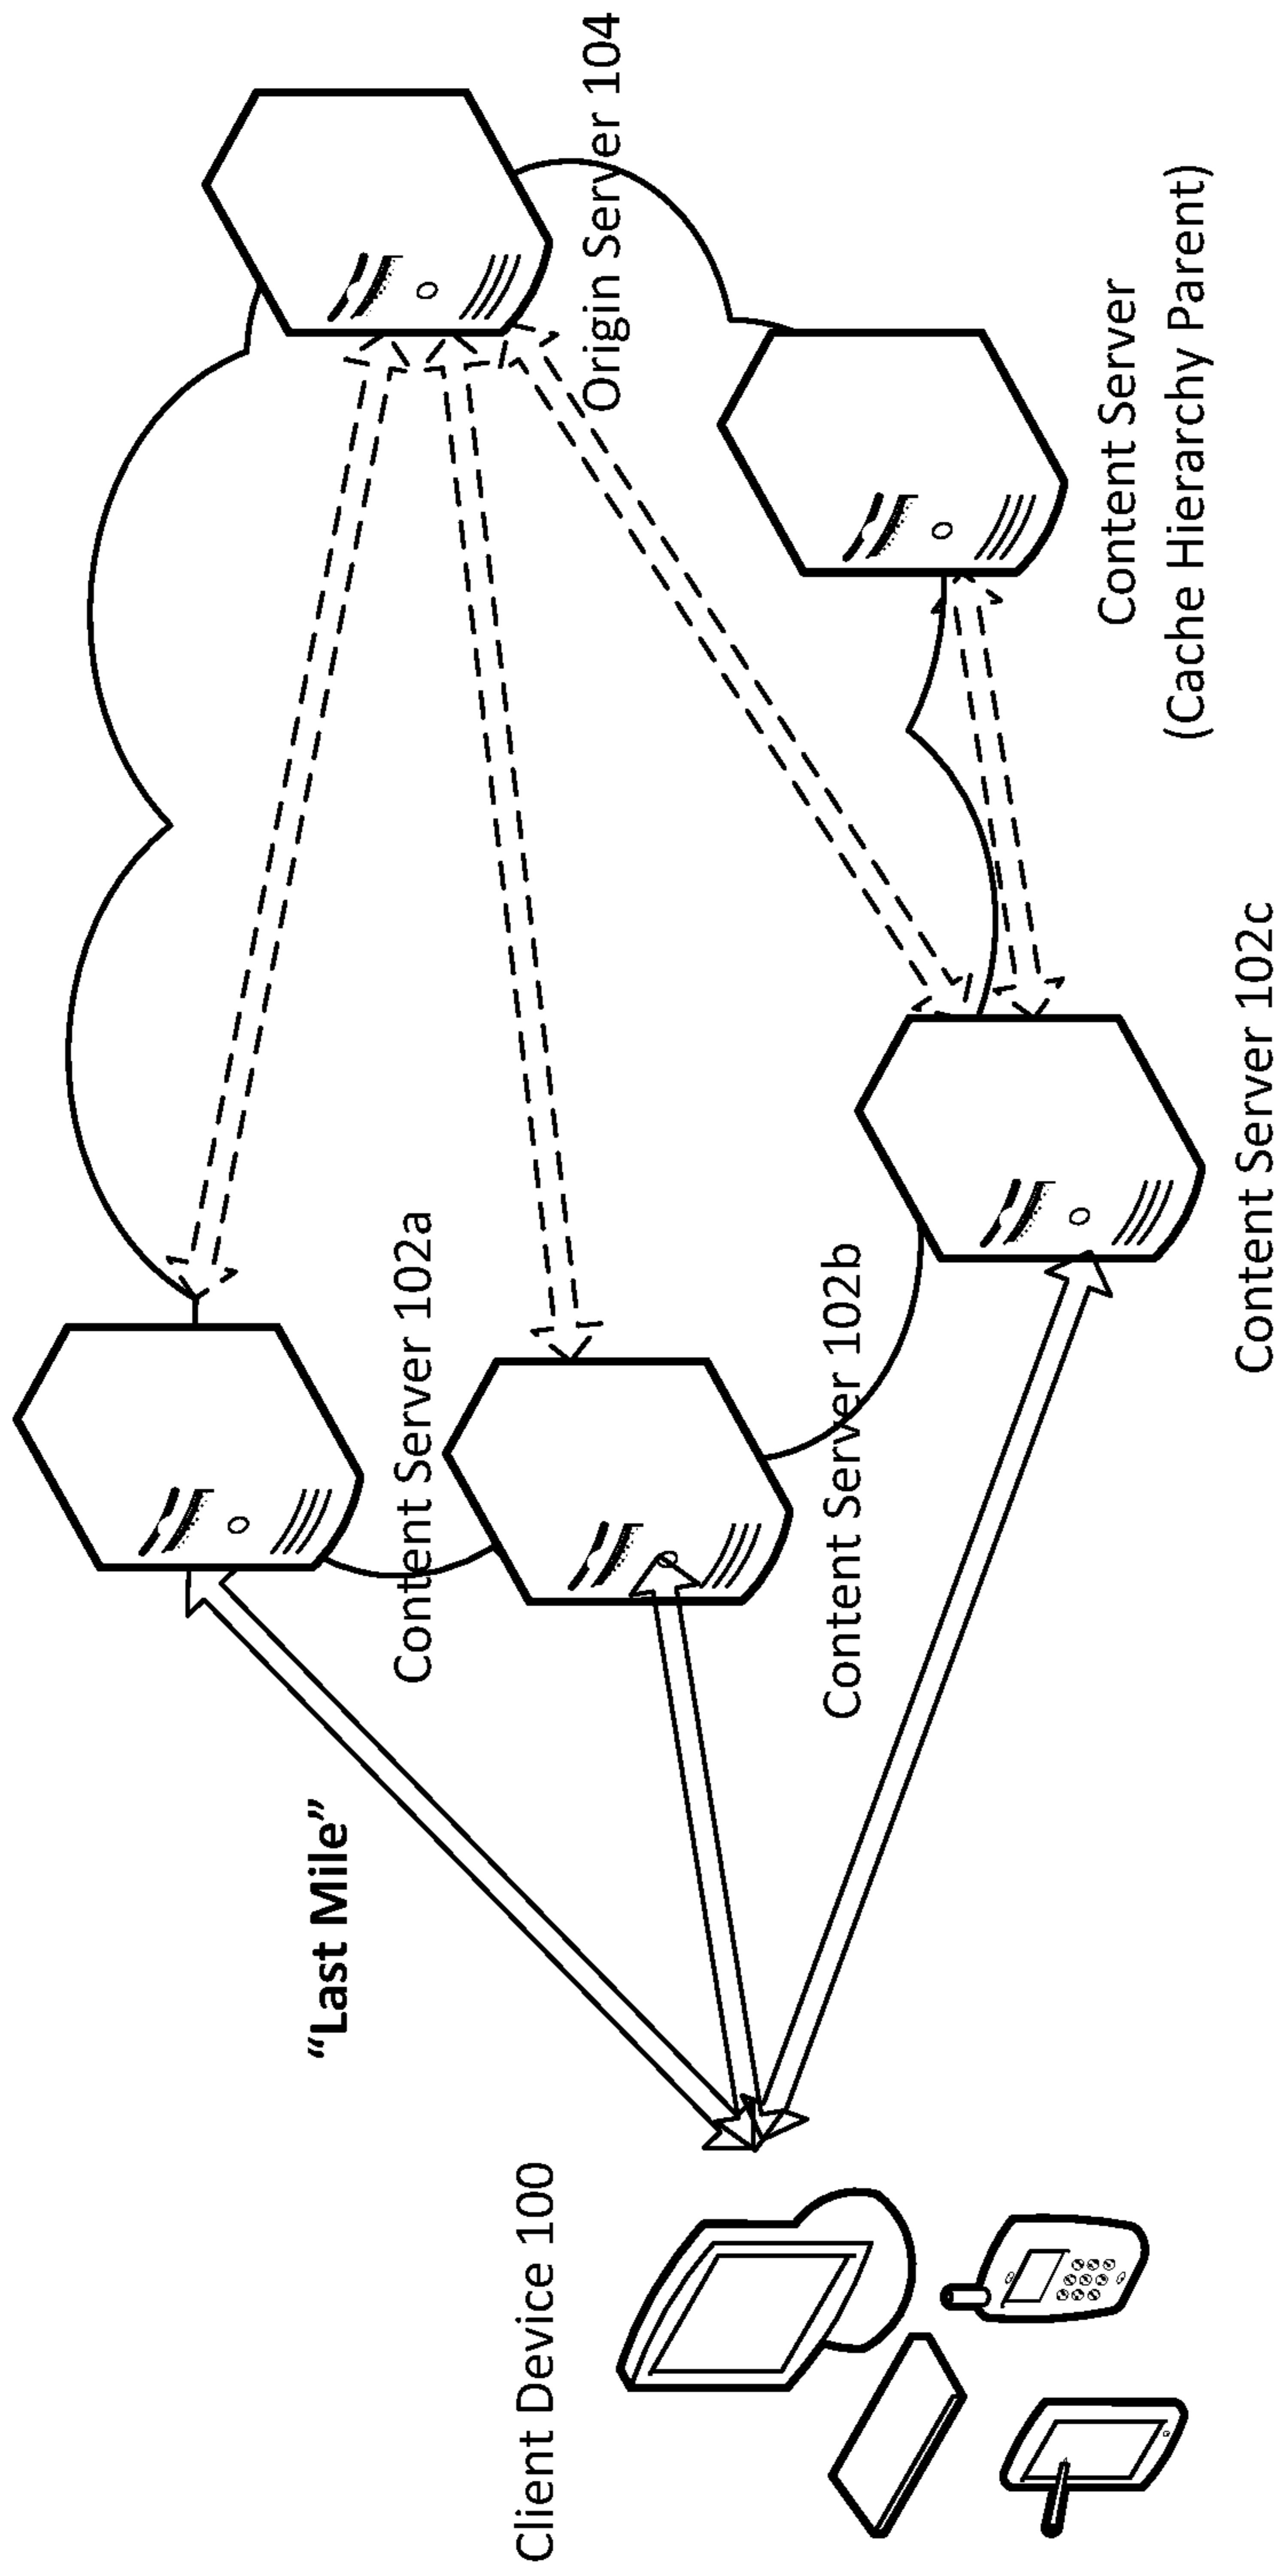 "Last Mile"
Origin Server 104
Content Server 102a
Client Device 100
Content Server 102b
Content Server
(Cache Hierarchy Parent)
Content Server 102c